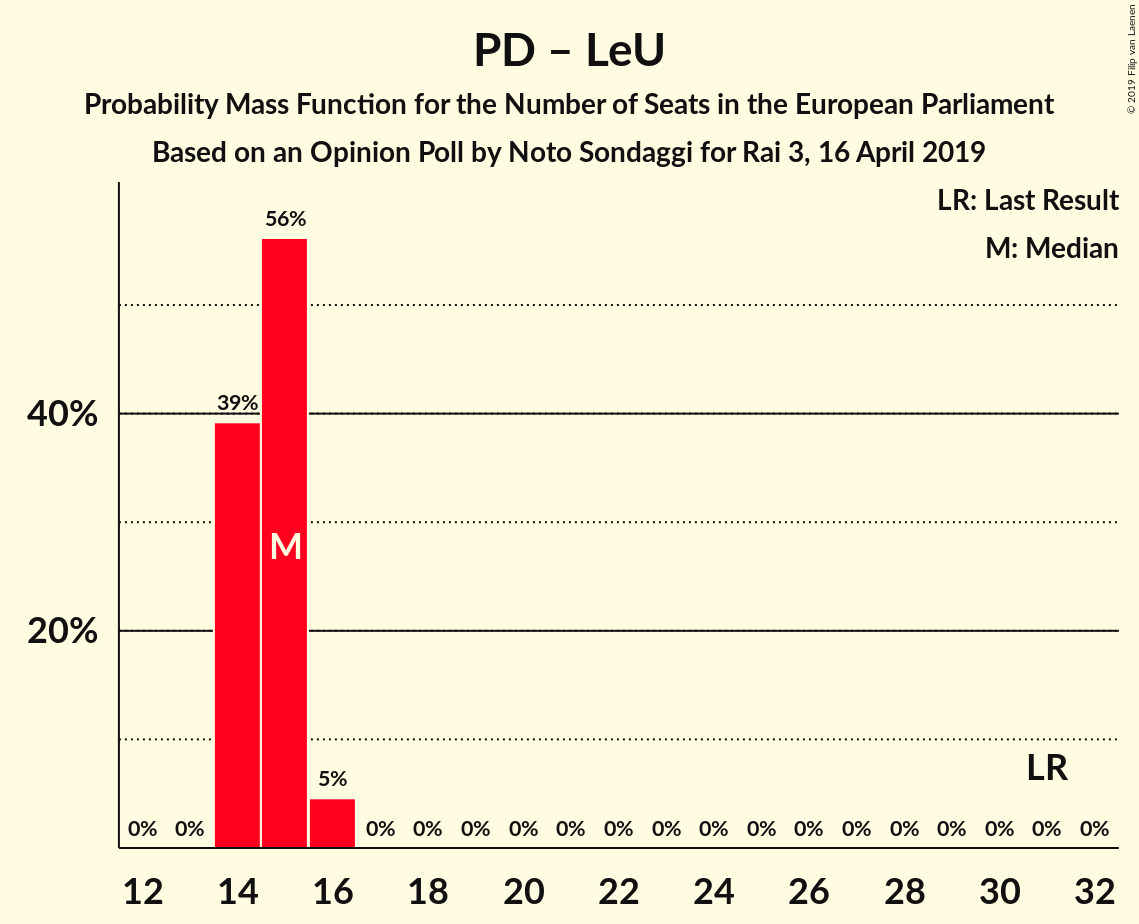 PD – LeU
Probability Mass Function for the Number of Seats in the European Parliament
Based on an Opinion Poll by Noto Sondaggi for Rai 3, 16 April 2019
© 2019 Filip van Laenen
LR: Last Result
M: Median
56%
39%
40%
M
20%
5%
LR
0% 0% 0% 0% 0% 0% 0% 0% 0% 0% 0% 0% 0% 0% 0% 0% 0% 0%
12 14 16 18 20 22 24 26 28 30 32